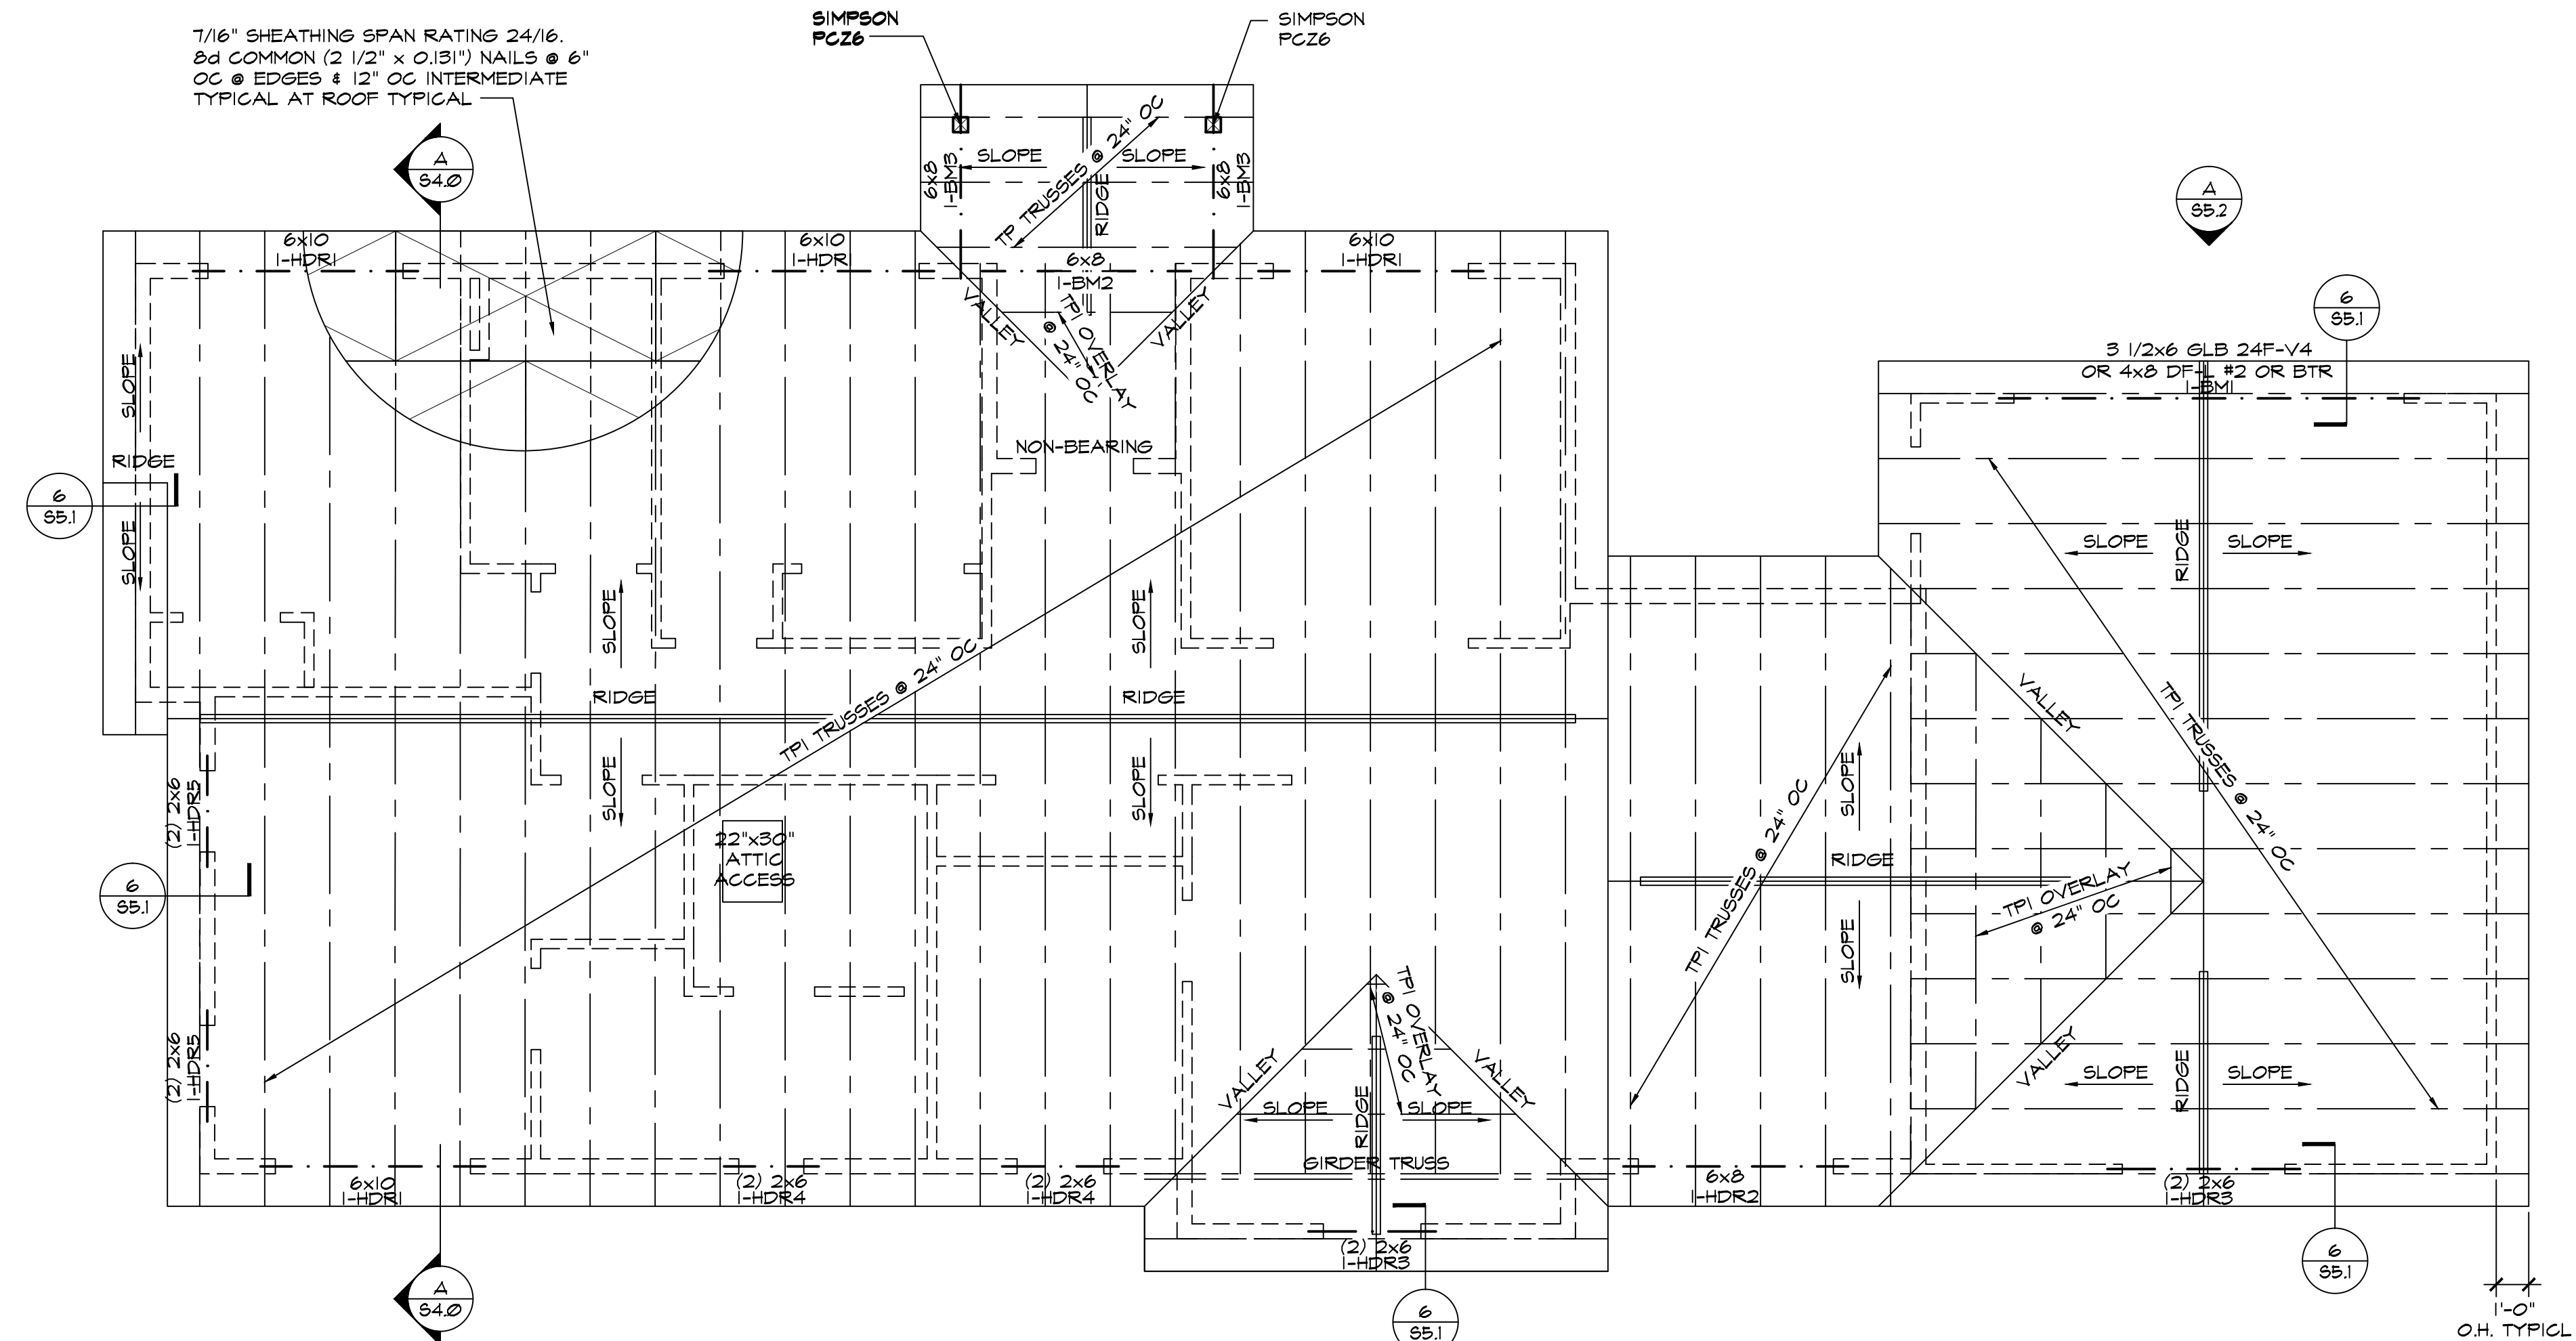 7/16" SHEATHING SPAN RATING 24/16.
8d COMMON (2 1/2" x 0.131") NAILS @ 6"
OC @ EDGES & 12" OC INTERMEDIATE
TYPICAL AT ROOF TYPICAL
SIMPSON
PCZ6
SIMPSON
PCZ6
A
S4.0
A
S5.2
6
S5.1
SLOPE
SLOPE
6x8
1-BM3
6x8
1-BM3
TP TRUSSES @ 24" OC
RIDGE
6x10
1-HDR1
6x10
1-HDR
6x8
1-BM2
6x10
1-HDR1
VALLEY
VALLEY
TPI OVERLAY
@ 24" OC
3 1/2x6 GLB 24F-V4
OR 4x8 DF-L #2 OR BTR
1-BM1
SLOPE
RIDGE
SLOPE
6
S5.1
NON-BEARING
SLOPE
SLOPE
RIDGE
SLOPE
SLOPE
RIDGE
RIDGE
SLOPE
SLOPE
TPI TRUSSES @ 24" OC
VALLEY
TPI TRUSSES @ 24" OC
(2) 2x6
1-HDR5
22"x30"
ATTIC
ACCESS
6
S5.1
TPI TRUSSES @ 24" OC
SLOPE
RIDGE
SLOPE
TPI OVERLAY
@ 24" OC
(2) 2x6
1-HDR5
TPI OVERLAY
@ 24" OC
VALLEY
VALLEY
SLOPE
SLOPE
RIDGE
GIRDER TRUSS
VALLEY
SLOPE
SLOPE
RIDGE
6x10
1-HDR1
(2) 2x6
1-HDR4
(2) 2x6
1-HDR4
6x8
1-HDR2
(2) 2x6
1-HDR3
(2) 2x6
1-HDR3
A
S4.0
6
S5.1
6
S5.1
1'-0"
O.H. TYPICL